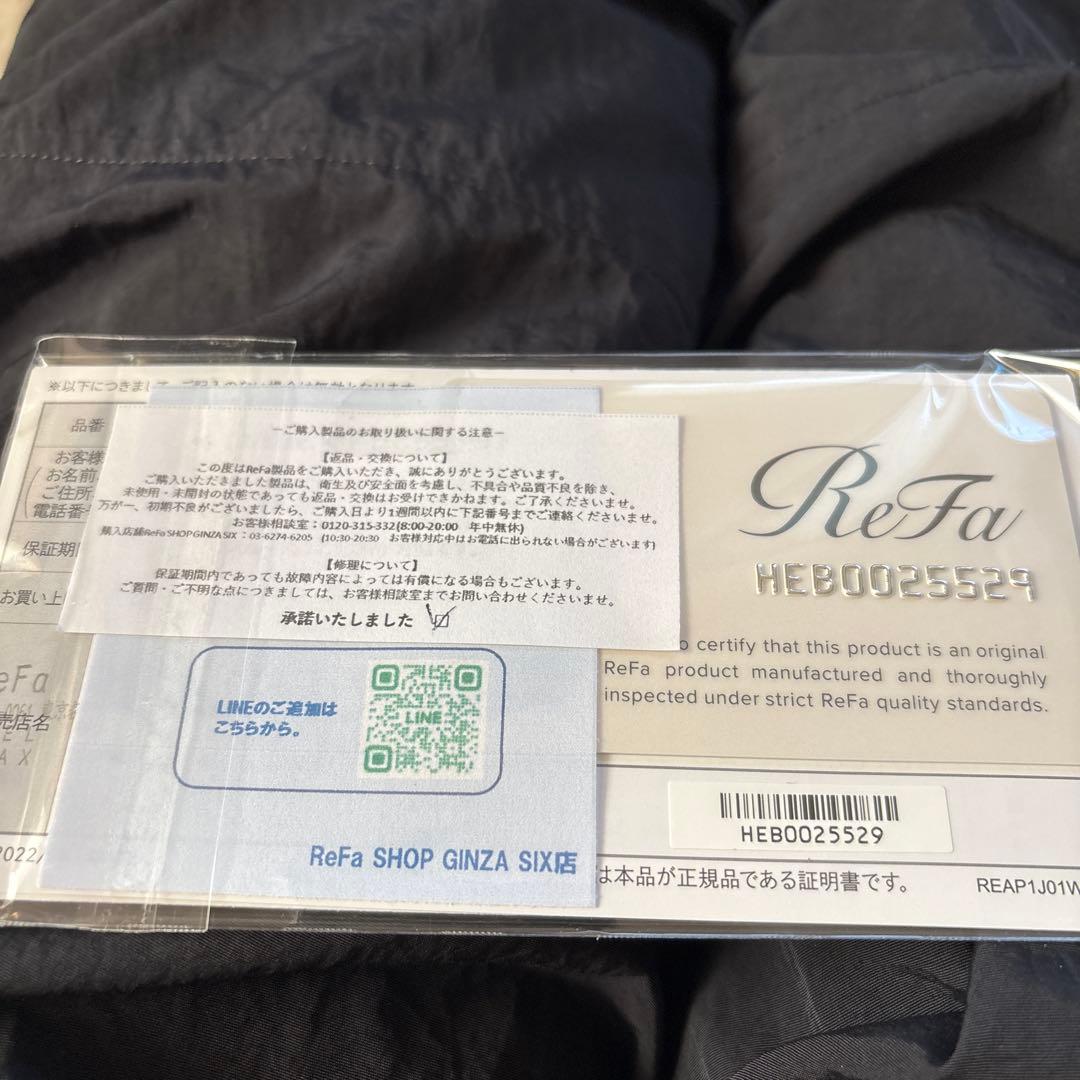 ※以下につきまして、ご記入のない場合は無効となります
品番
お客様
お名前
ご住所
電話番号
保証期
お買い上
eFa
売店名
2022/
ーご購入製品のお取り扱いに関する注意ー
【返品・交換について】
この度はReFa製品をご購入いただき、誠にありがとうございます。
ご購入いただきました製品は、衛生及び安全面を考慮し、不具合や品質不良を除き、
未使用・未開封の状態であっても返品・交換はお受けできかねます。ご了承くださいませ。
万が一、初期不良がございましたら、ご購入日より1週間以内に下記番号までご連絡くださいませ。
お客様相談室：0120-315-332(8:00-20:00 年中無休)
購入店舗ReFa SHOP GINZA SIX：03-6274-6205 (10:30-20:30 お客様対応中はお電話に出られない場合がございます)
【修理について】
保証期間内であっても故障内容によっては有償になる場合もございます。
ご質問・ご不明な点につきましては、お客様相談室までお問い合わせくださいませ。
承諾いたしました ☑
LINEのご追加は
こちらから。
LINE
ReFa SHOP GINZA SIX店
ReFa
HEB0025529
o certify that this product is an original
ReFa product manufactured and thoroughly
inspected under strict ReFa quality standards.
HEB0025529
は本品が正規品である証明書です。
REAP1J01W